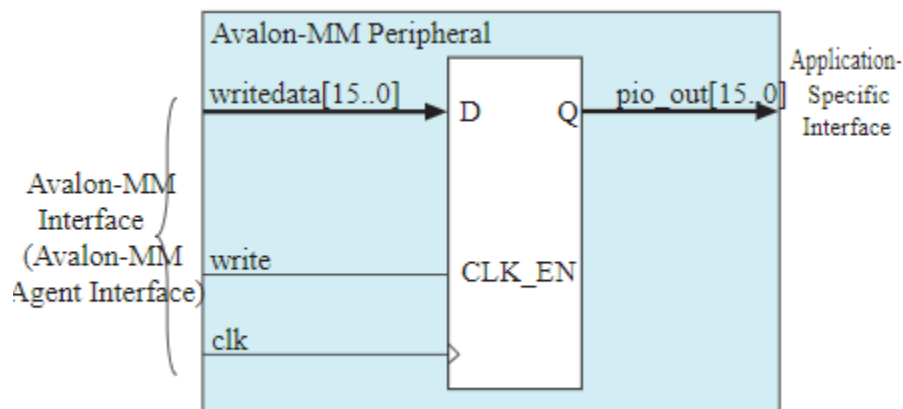 Avalon-MM Peripheral
writedata[15..0]
D
Q
pio_out[15..0]
Application-
Specific
Interface
Avalon-MM
Interface
(Avalon-MM
Agent Interface)
write
CLK_EN
clk